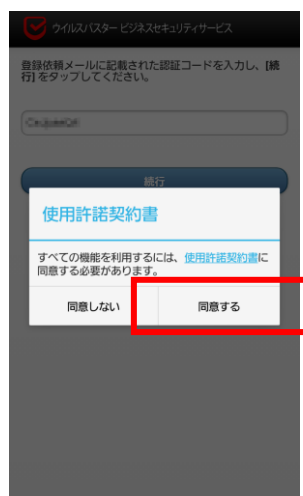 ウイルスバスター ビジネスセキュリティサービス
登録依頼メールに記載された認証コードを入力し、[続
行] をタップしてください。
続行
使用許諾契約書
すべての機能を利用するには、使用許諾契約書に
同意する必要があります。
同意しない
同意する